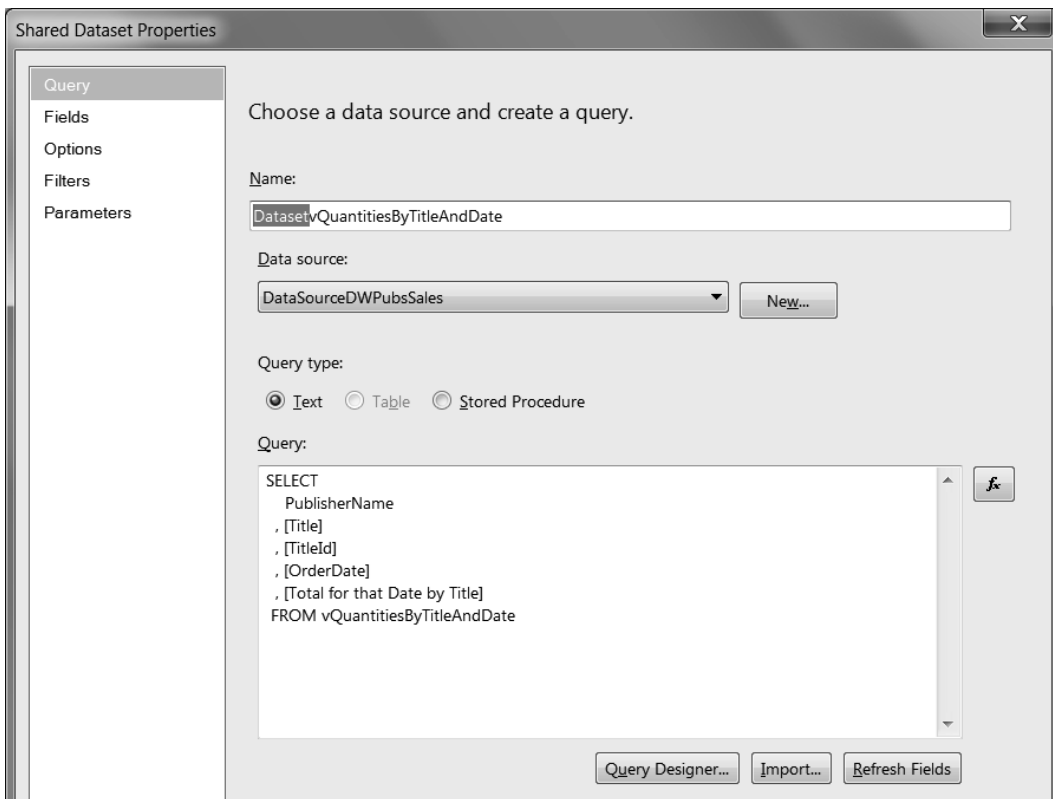 Shared Dataset Properties
X
Query
Fields
Options
Filters
Parameters
Choose a data source and create a query.
Name:
DatasetvQuantitiesByTitleAndDate
Data source:
DataSourceDWPubsSales
New...
Query type:
Text Table Stored Procedure
Query:
SELECT
PublisherName
, [Title]
, [TitleId]
, [OrderDate]
, [Total for that Date by Title]
FROM vQuantitiesByTitleAndDate
fx
Query Designer... Import... Refresh Fields